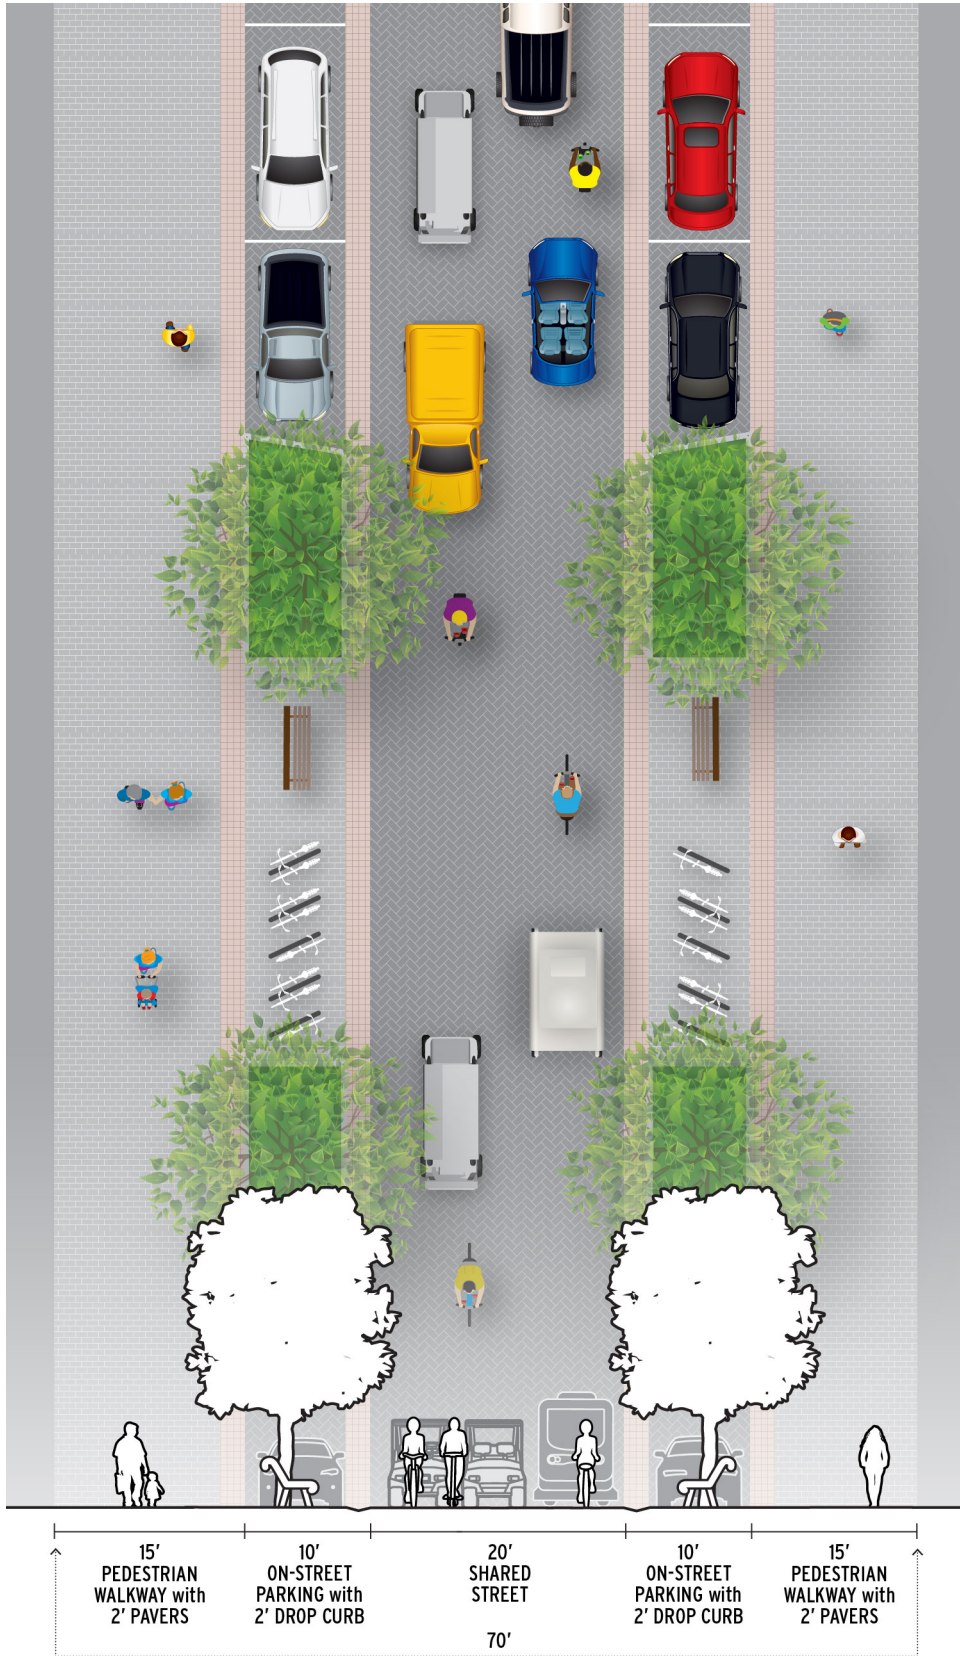 15'
PEDESTRIAN
WALKWAY with
2' PAVERS
10'
ON-STREET
PARKING with
2' DROP CURB
20'
SHARED
STREET
10'
ON-STREET
PARKING with
2' DROP CURB
15'
PEDESTRIAN
WALKWAY with
2' PAVERS
70'